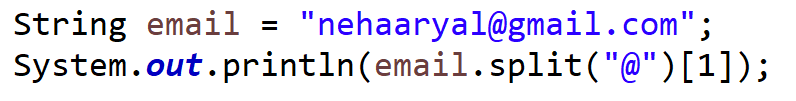 String email = "nehaaryal@gmail.com";
System.out.println(email.split("@")[1]);